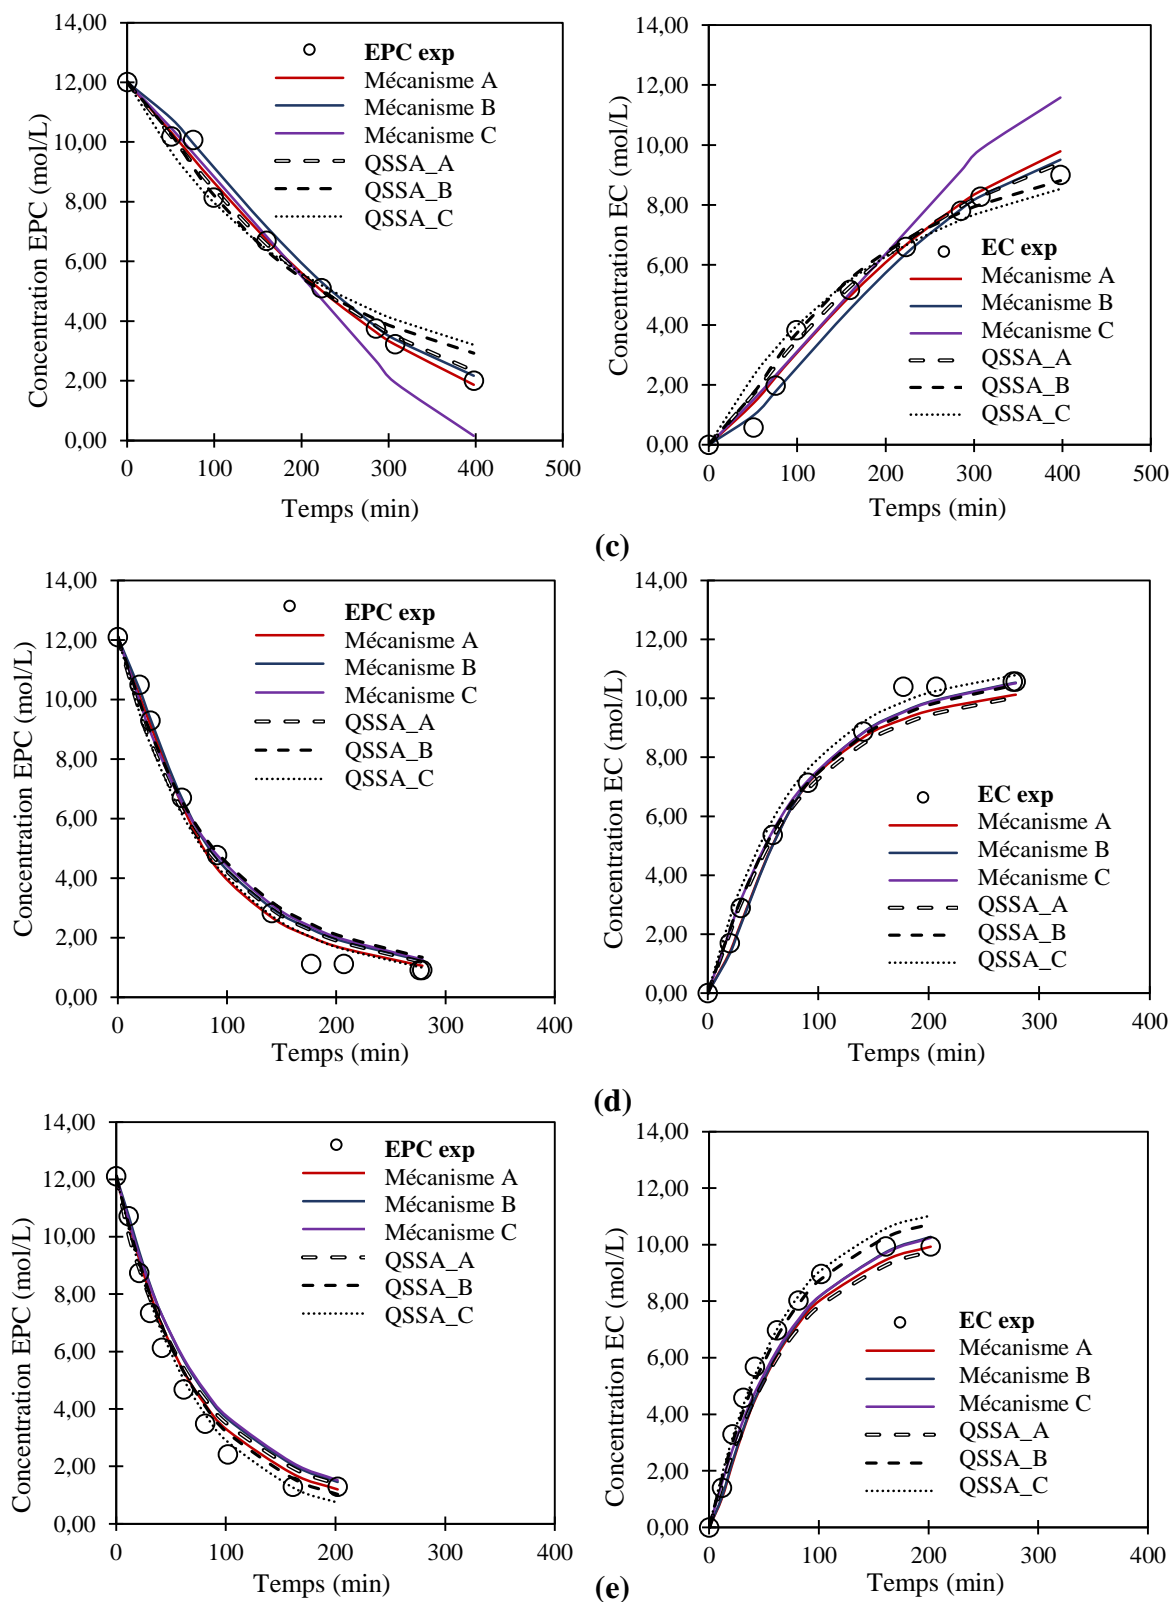 14,00
12,00
10,00
8,00
6,00
4,00
2,00
0,00
0
100
200
300
400
500
Concentration EPC (mol/L)
Temps (min)
EPC exp
Mécanisme A
Mécanisme B
Mécanisme C
QSSA_A
QSSA_B
QSSA_C
14,00
12,00
10,00
8,00
6,00
4,00
2,00
0,00
0
100
200
300
400
500
Concentration EC (mol/L)
Temps (min)
EC exp
Mécanisme A
Mécanisme B
Mécanisme C
QSSA_A
QSSA_B
QSSA_C
(c)
14,00
12,00
10,00
8,00
6,00
4,00
2,00
0,00
0
100
200
300
400
Concentration EPC (mol/L)
Temps (min)
EPC exp
Mécanisme A
Mécanisme B
Mécanisme C
QSSA_A
QSSA_B
QSSA_C
14,00
12,00
10,00
8,00
6,00
4,00
2,00
0,00
0
100
200
300
400
Concentration EC (mol/L)
Temps (min)
EC exp
Mécanisme A
Mécanisme B
Mécanisme C
QSSA_A
QSSA_B
QSSA_C
(d)
14,00
12,00
10,00
8,00
6,00
4,00
2,00
0,00
0
100
200
300
400
Concentration EPC (mol/L)
Temps (min)
EPC exp
Mécanisme A
Mécanisme B
Mécanisme C
QSSA_A
QSSA_B
QSSA_C
14,00
12,00
10,00
8,00
6,00
4,00
2,00
0,00
0
100
200
300
400
Concentration EC (mol/L)
Temps (min)
EC exp
Mécanisme A
Mécanisme B
Mécanisme C
QSSA_A
QSSA_B
QSSA_C
(e)